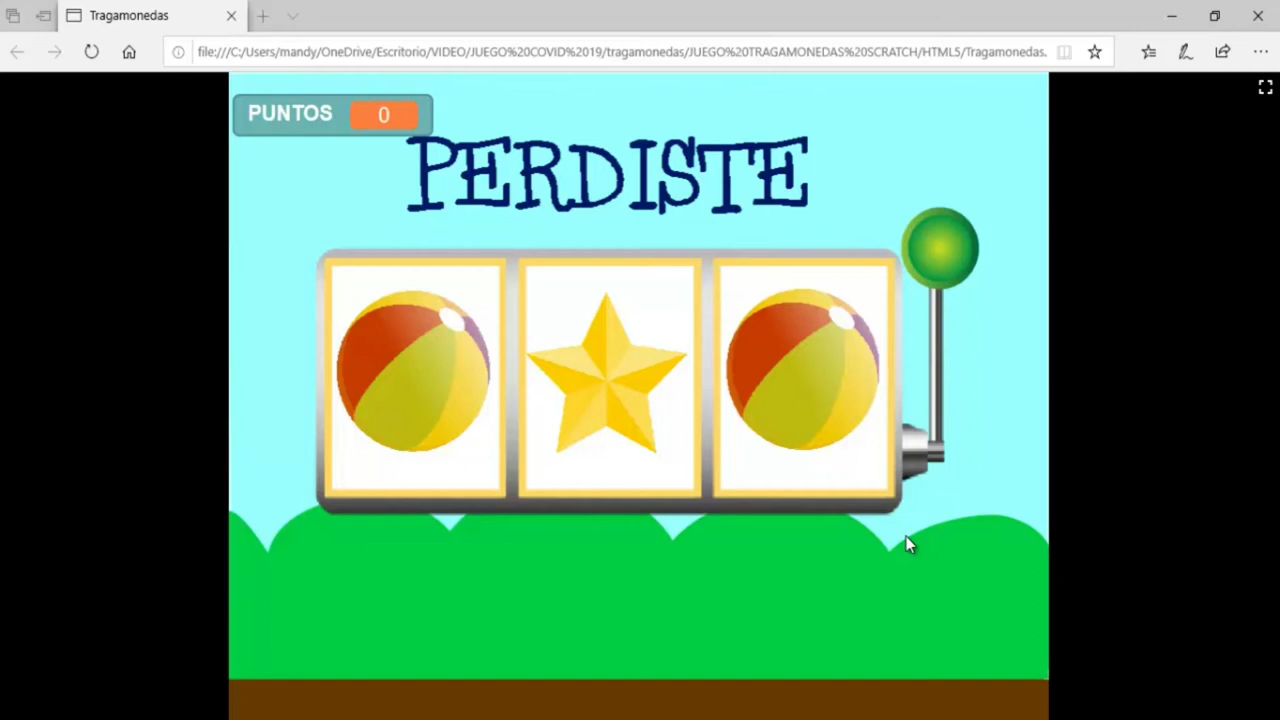 Tragamonedas
file:///C:/Users/mandy/OneDrive/Escritorio/VIDEO/JUEGO%20COVID%2019/tragamonedas/JUEGO%20TRAGAMONEDAS%20SCRATCH/HTML5/Tragamonedas.
PUNTOS 0
PERDISTE